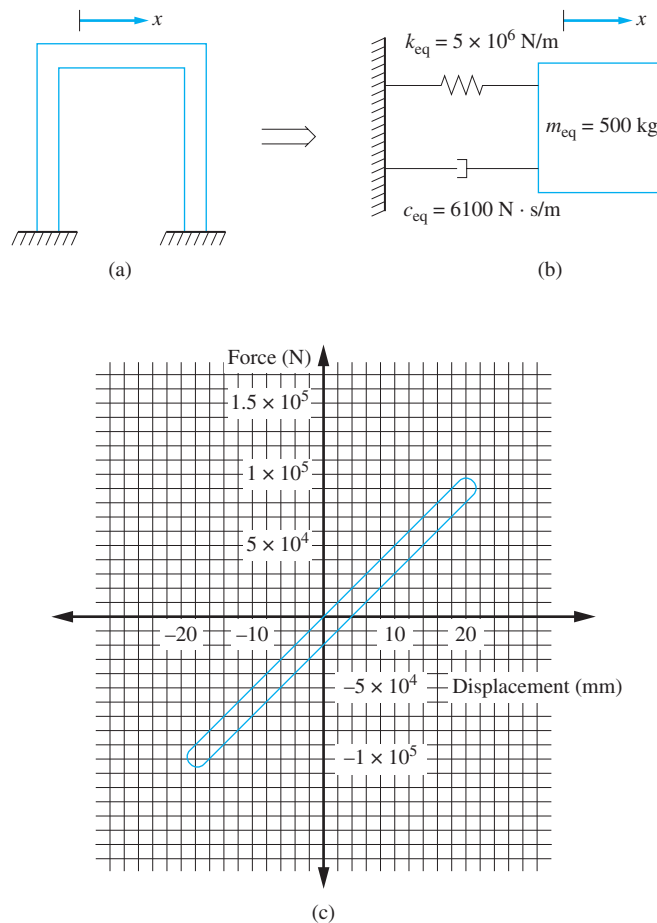 x
x
k_eq = 5 × 10^6 N/m
m_eq = 500 kg
c_eq = 6100 N · s/m
(a)
(b)
Force (N)
1.5 × 10^5
1 × 10^5
5 × 10^4
–20
–10
10
20
–5 × 10^4
Displacement (mm)
–1 × 10^5
(c)